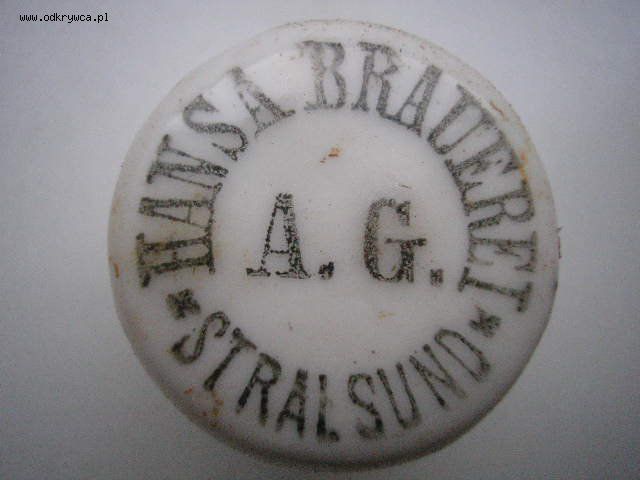 www.odkrywca.pl
HANSA BRAUEREI
A. G.
* STRALSUND *